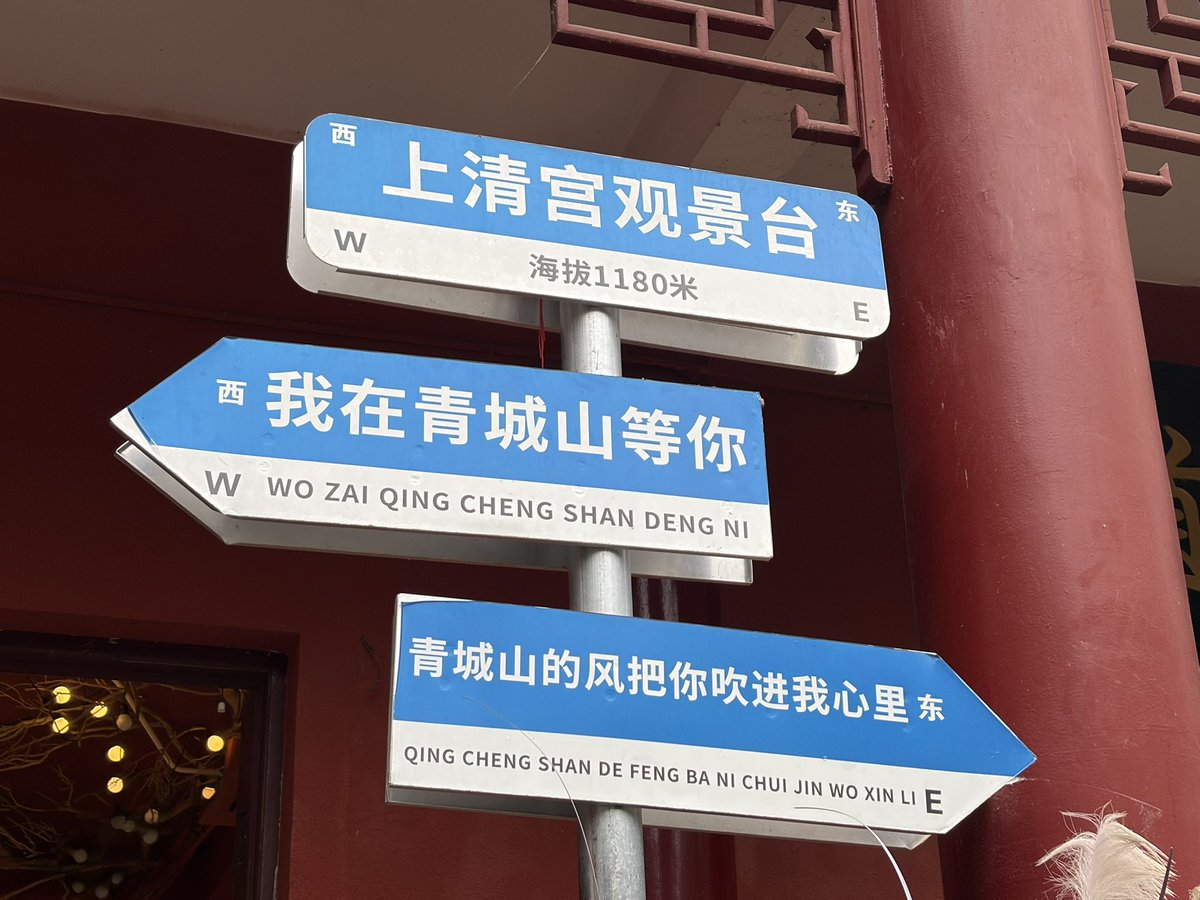 西 上清宫观景台 东
W 海拔1180米 E
西 我在青城山等你
W WO ZAI QING CHENG SHAN DENG NI
青城山的风把你吹进我心里 东
QING CHENG SHAN DE FENG BA NI CHUI JIN WO XIN LI E